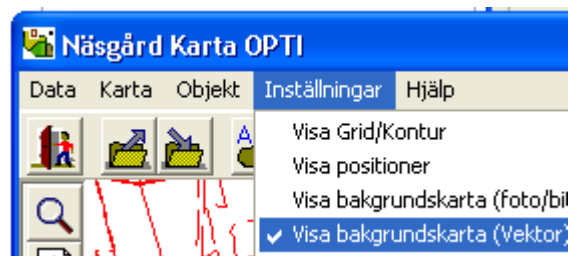 Näsgård Karta OPTI
Data Karta Objekt Inställningar Hjälp
Visa Grid/Kontur
Visa positioner
Visa bakgrundskarta (foto/bi
Visa bakgrundskarta (Vektor)